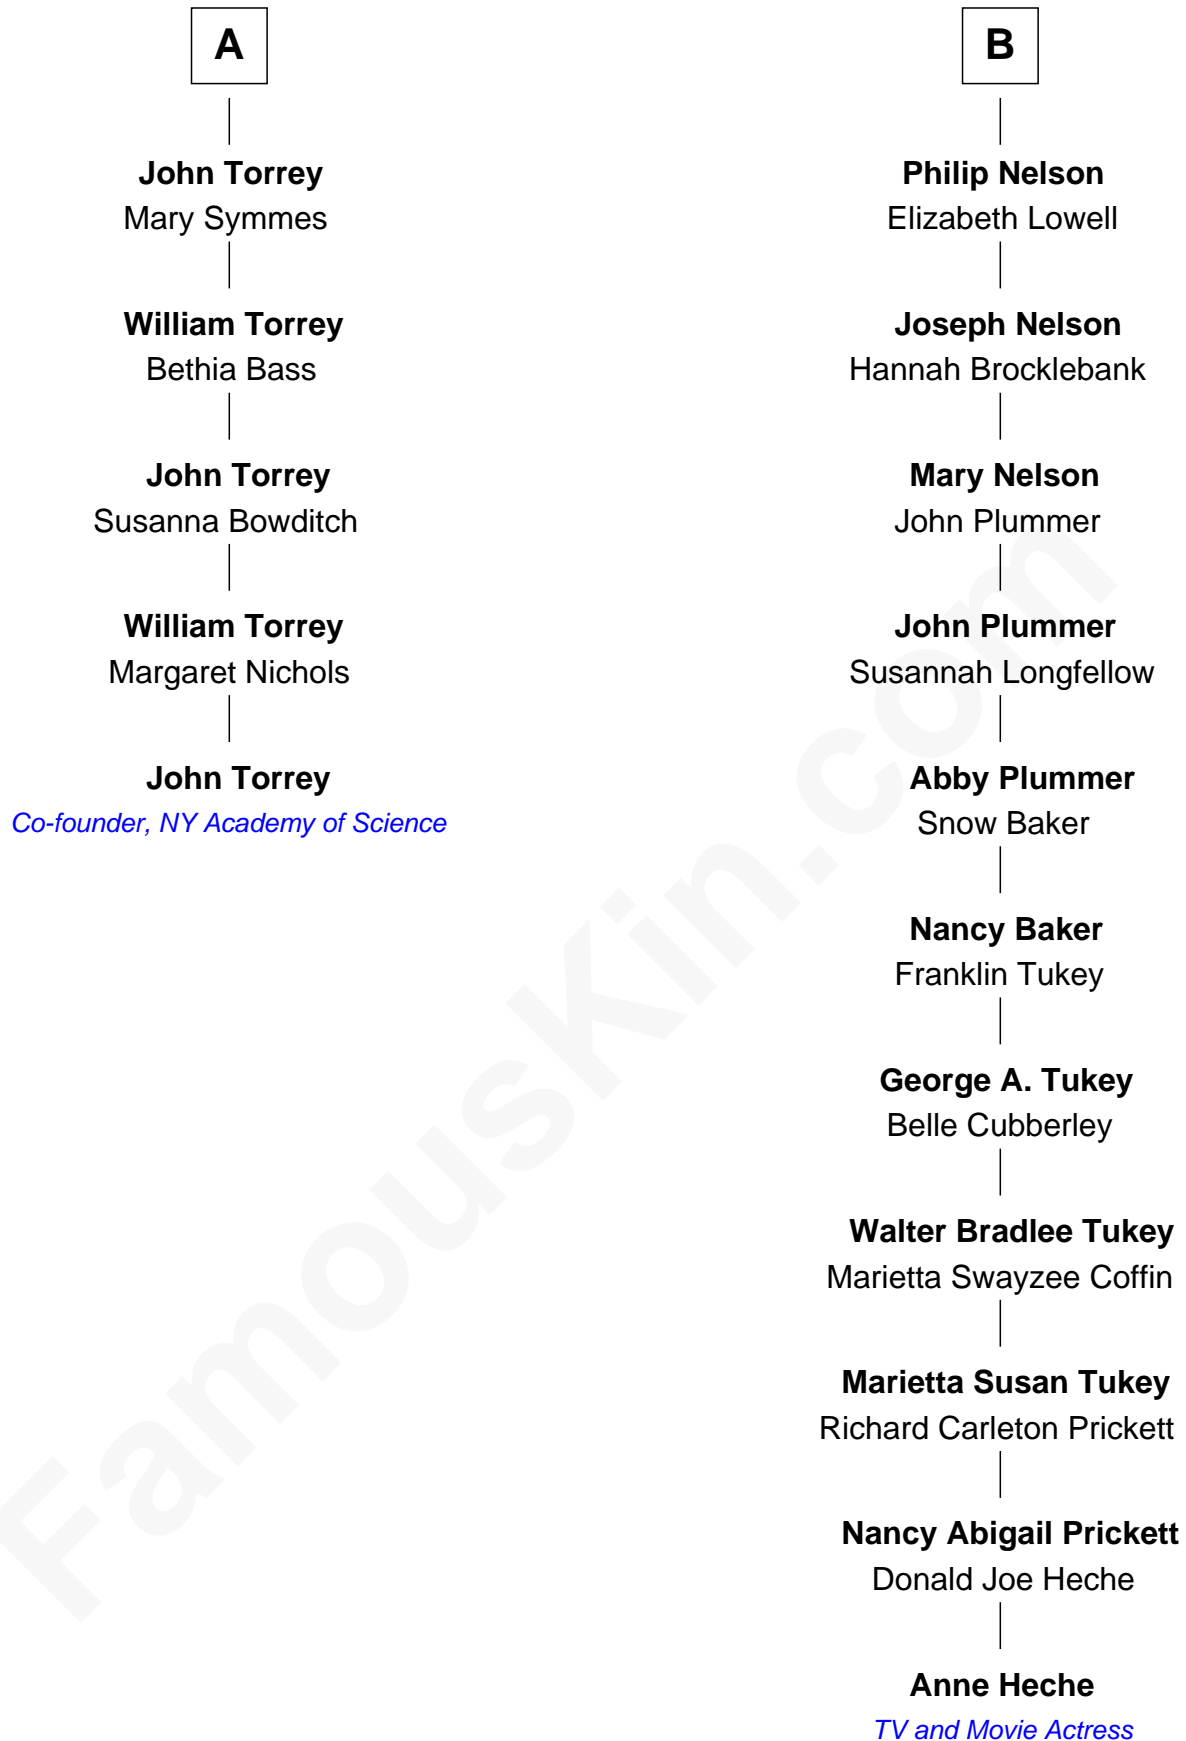 A
John Torrey
Mary Symmes
William Torrey
Bethia Bass
John Torrey
Susanna Bowditch
William Torrey
Margaret Nichols
John Torrey
Co-founder, NY Academy of Science
B
Philip Nelson
Elizabeth Lowell
Joseph Nelson
Hannah Brocklebank
Mary Nelson
John Plummer
John Plummer
Susannah Longfellow
Abby Plummer
Snow Baker
Nancy Baker
Franklin Tukey
George A. Tukey
Belle Cubberley
Walter Bradlee Tukey
Marietta Swayzee Coffin
Marietta Susan Tukey
Richard Carleton Prickett
Nancy Abigail Prickett
Donald Joe Heche
Anne Heche
TV and Movie Actress
FamousKin.com